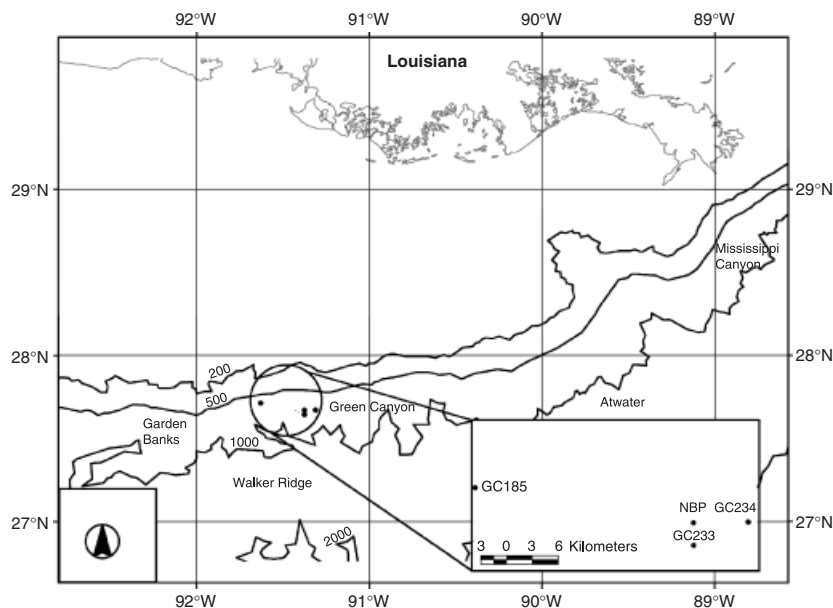 92°W 91°W 90°W 89°W
Louisiana
29°N 29°N
Mississippi
Canyon
28°N 28°N
200
500
Green Canyon
Atwater
Garden
Banks
1000
Walker Ridge
GC185
NBP GC234
27°N 27°N
2000
GC233
3 0 3 6 Kilometers
92°W 91°W 90°W 89°W